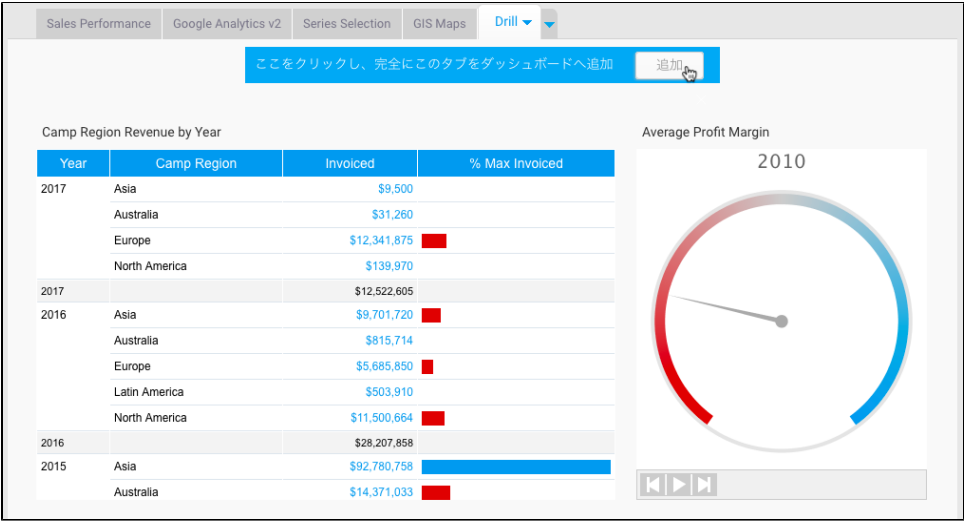 Sales Performance Google Analytics v2 Series Selection GIS Maps Drill
ここをクリックし、完全にこのタブをダッシュボードへ追加 追加
Camp Region Revenue by Year
Year Camp Region Invoiced % Max Invoiced
2017 Asia $9,500
Australia $31,260
Europe $12,341,875
North America $139,970
2017 $12,522,605
2016 Asia $9,701,720
Australia $815,714
Europe $5,685,850
Latin America $503,910
North America $11,500,664
2016 $28,207,858
2015 Asia $92,780,758
Australia $14,371,033
Average Profit Margin
2010